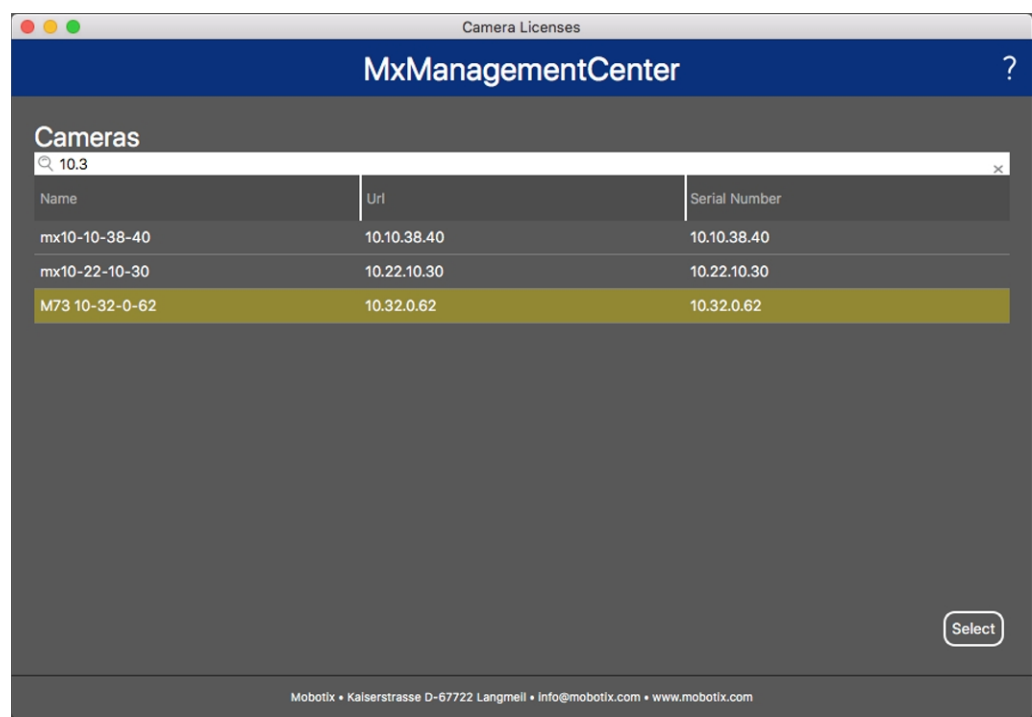 Camera Licenses
MxManagementCenter ?
Cameras
10.3 ×
Name Url Serial Number
mx10-10-38-40 10.10.38.40 10.10.38.40
mx10-22-10-30 10.22.10.30 10.22.10.30
M73 10-32-0-62 10.32.0.62 10.32.0.62
Select
Mobotix • Kaiserstrasse D-67722 Langmeil • info@mobotix.com • www.mobotix.com